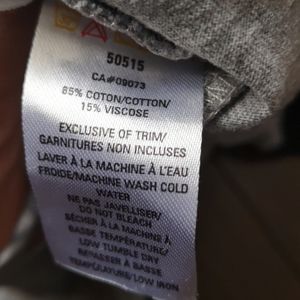 50515
CA#09073
85% COTON/COTTON/
15% VISCOSE
EXCLUSIVE OF TRIM/
GARNITURES NON INCLUSES
LAVER À LA MACHINE À L'EAU
FROIDE/MACHINE WASH COLD
WATER
NE PAS JAVELLISER/
DO NOT BLEACH
SÉCHER À LA MACHINE À
BASSE TEMPÉRATURE/
LOW TUMBLE DRY
REPASSER À BASSE
TEMPÉRATURE/LOW IRON